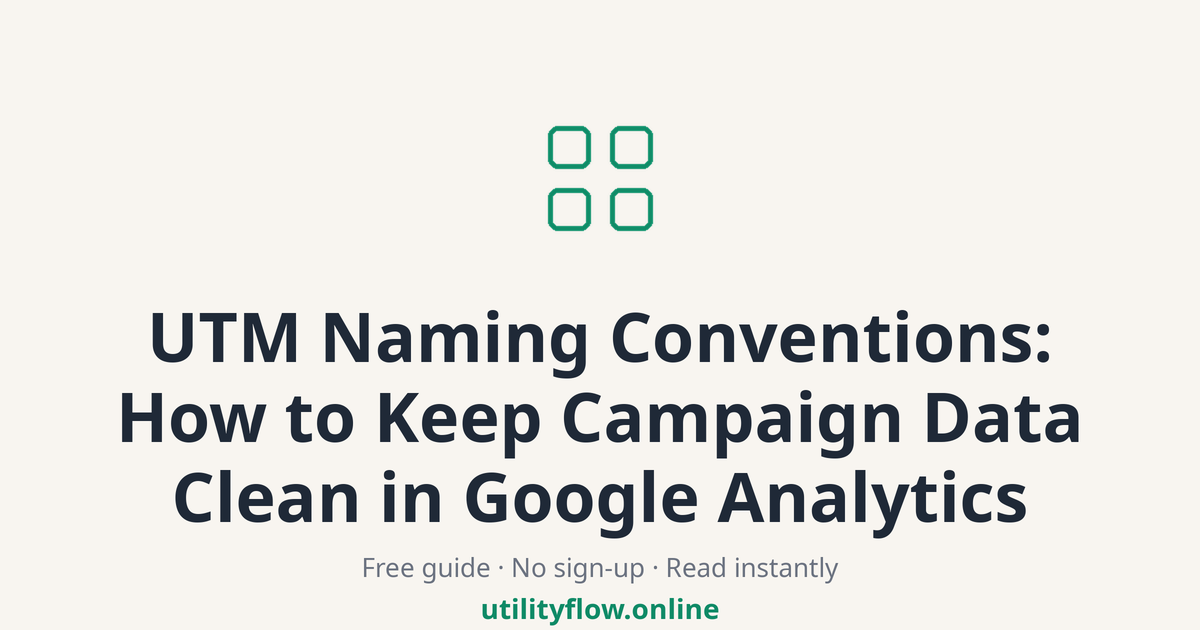 UTM Naming Conventions:
How to Keep Campaign Data
Clean in Google Analytics
Free guide · No sign-up · Read instantly
utilityflow.online